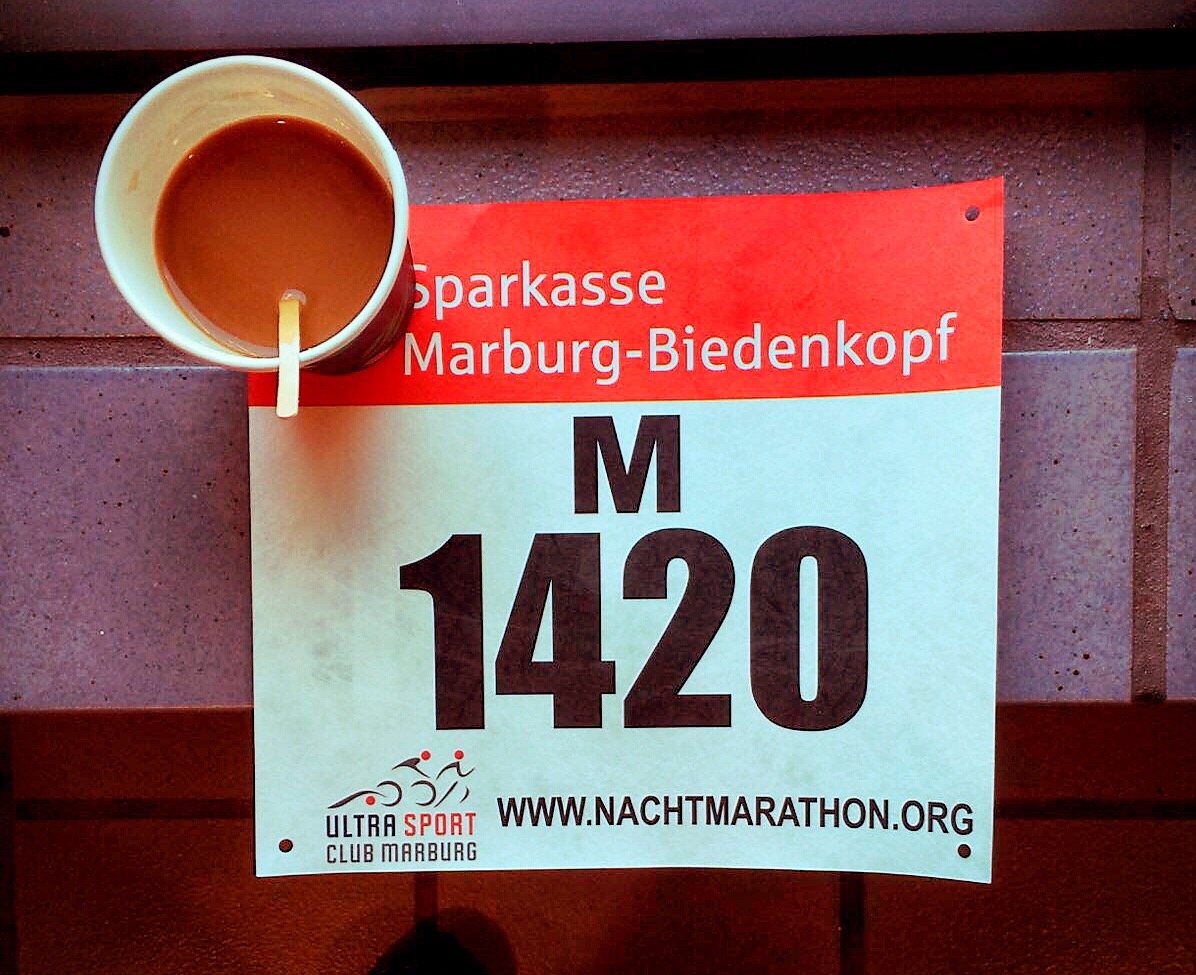 Sparkasse
Marburg-Biedenkopf
M
1420
ULTRA SPORT
CLUB MARBURG
WWW.NACHTMARATHON.ORG